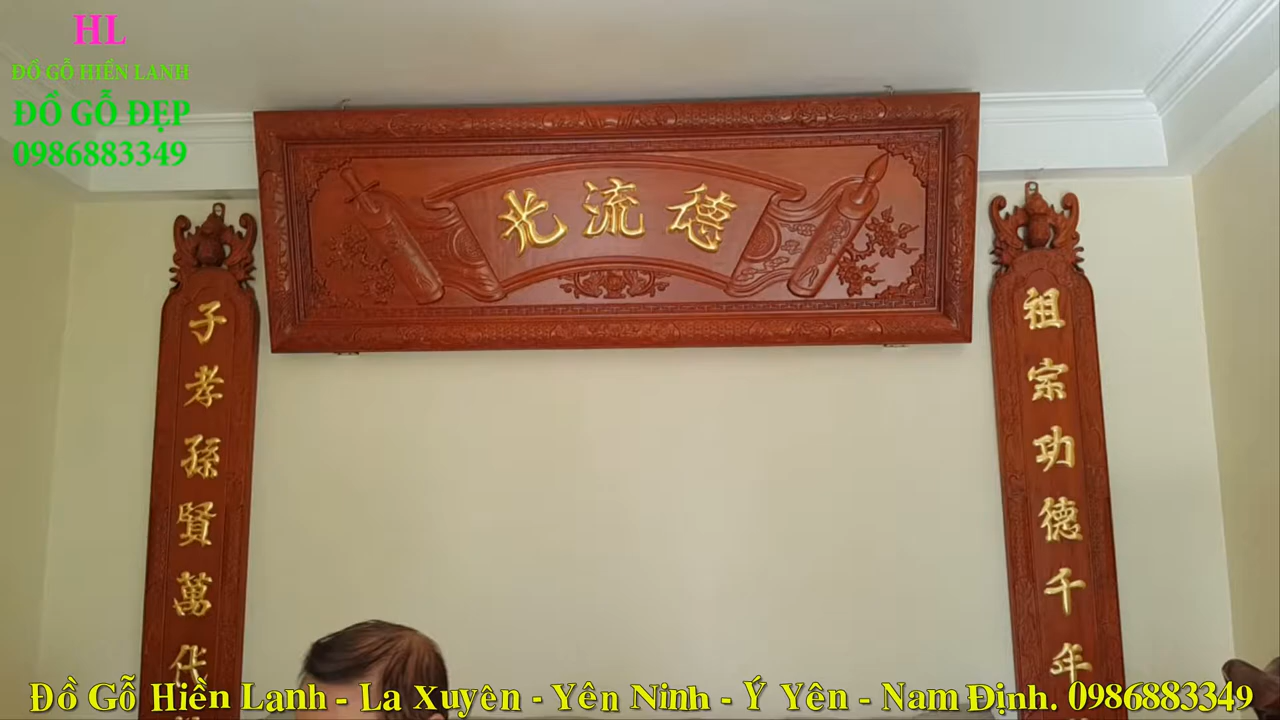 HL
ĐỒ GỖ HIỀN LANH
ĐỒ GỖ ĐẸP
0986883349
光流德
子孝孫賢萬代
祖宗功德千年
Đồ Gỗ Hiền Lanh - La Xuyên - Yên Ninh - Ý Yên - Nam Định. 0986883349